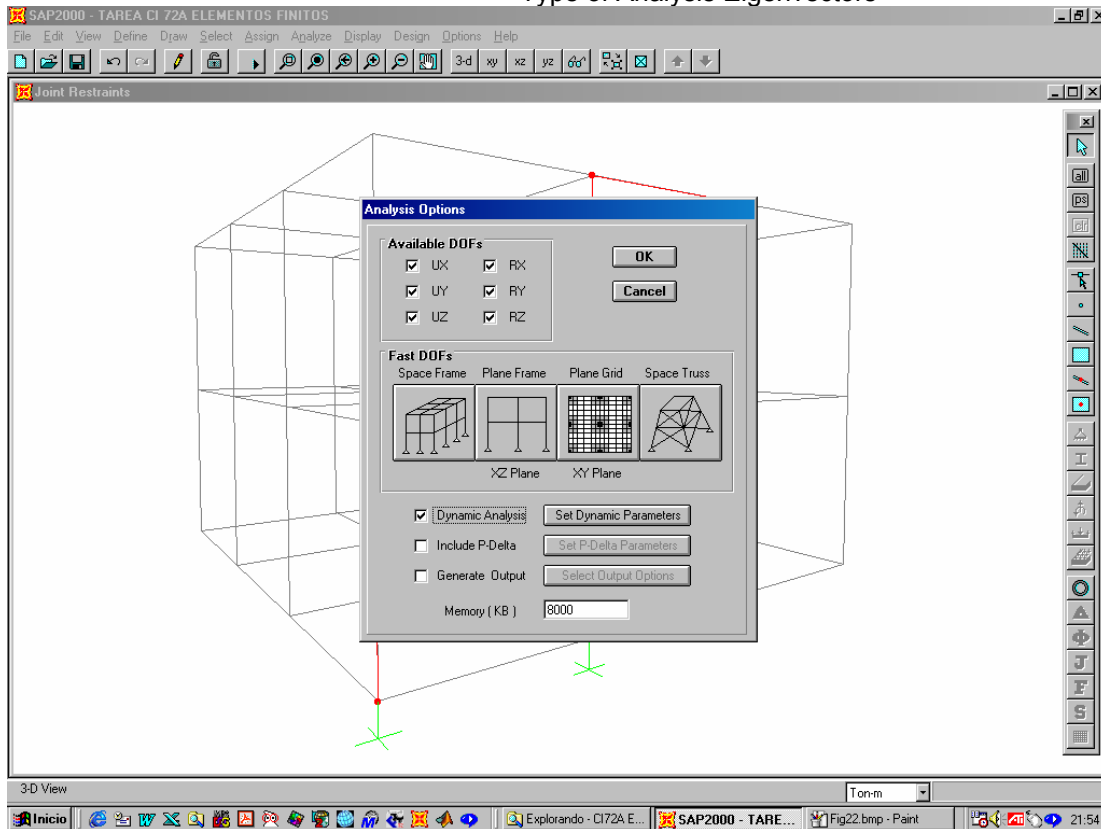 Type of Analysis Eigenvectors
SAP2000 - TAREA CI 72A ELEMENTOS FINITOS
File Edit View Define Draw Select Assign Analyze Display Design Options Help
3-d xy xz yz
Joint Restraints
all
ps
clr
Analysis Options
Available DOFs
OK
UX RX
UY RY
Cancel
UZ RZ
Fast DOFs
Space Frame Plane Frame Plane Grid Space Truss
XZ Plane XY Plane
Dynamic Analysis Set Dynamic Parameters
Include P-Delta Set P-Delta Parameters
Generate Output Select Output Options
Memory ( KB ) 8000
J
F
S
3-D View
Ton-m
Inicio Explorando - CI72A E... SAP2000 - TARE... Fig22.bmp - Paint 21:54